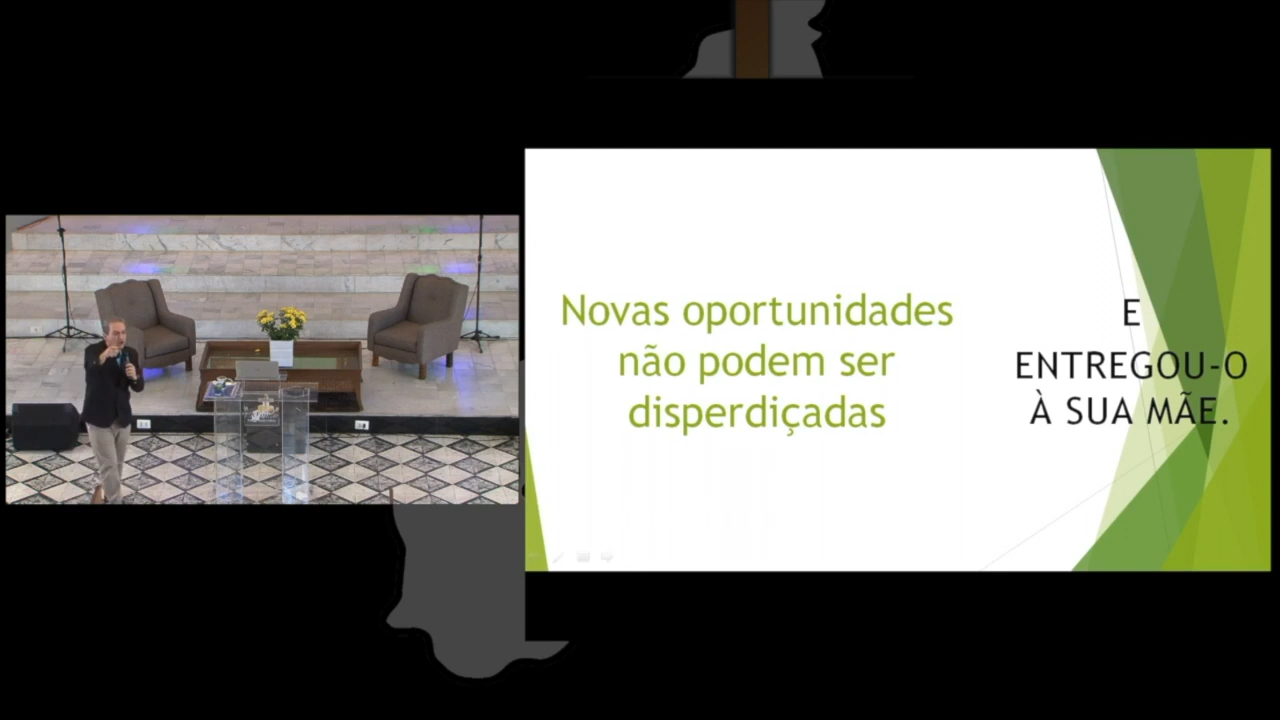 Novas oportunidades
não podem ser
disperdiçadas
E
ENTREGOU-O
À SUA MÃE.